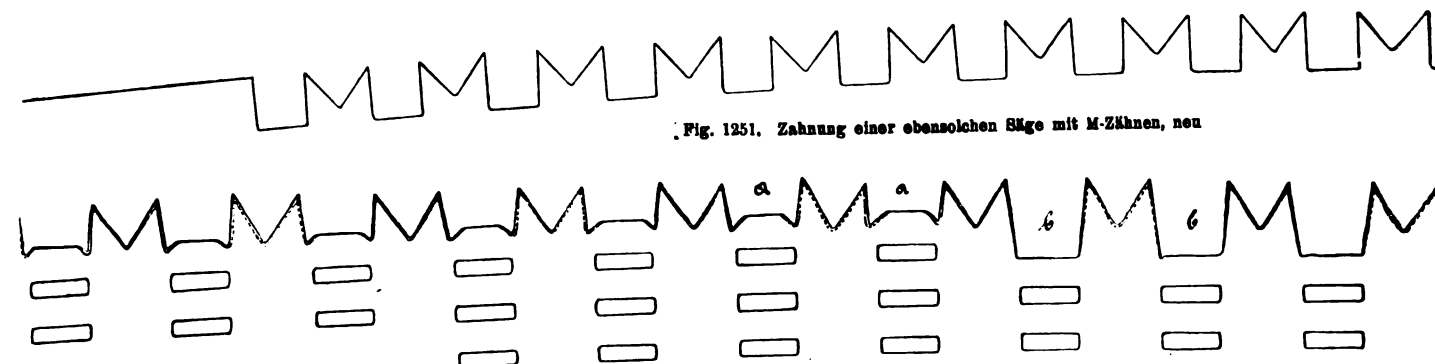 Fig. 1251. Zahnung einer ebensolchen Säge mit M-Zähnen, neu
a a b b